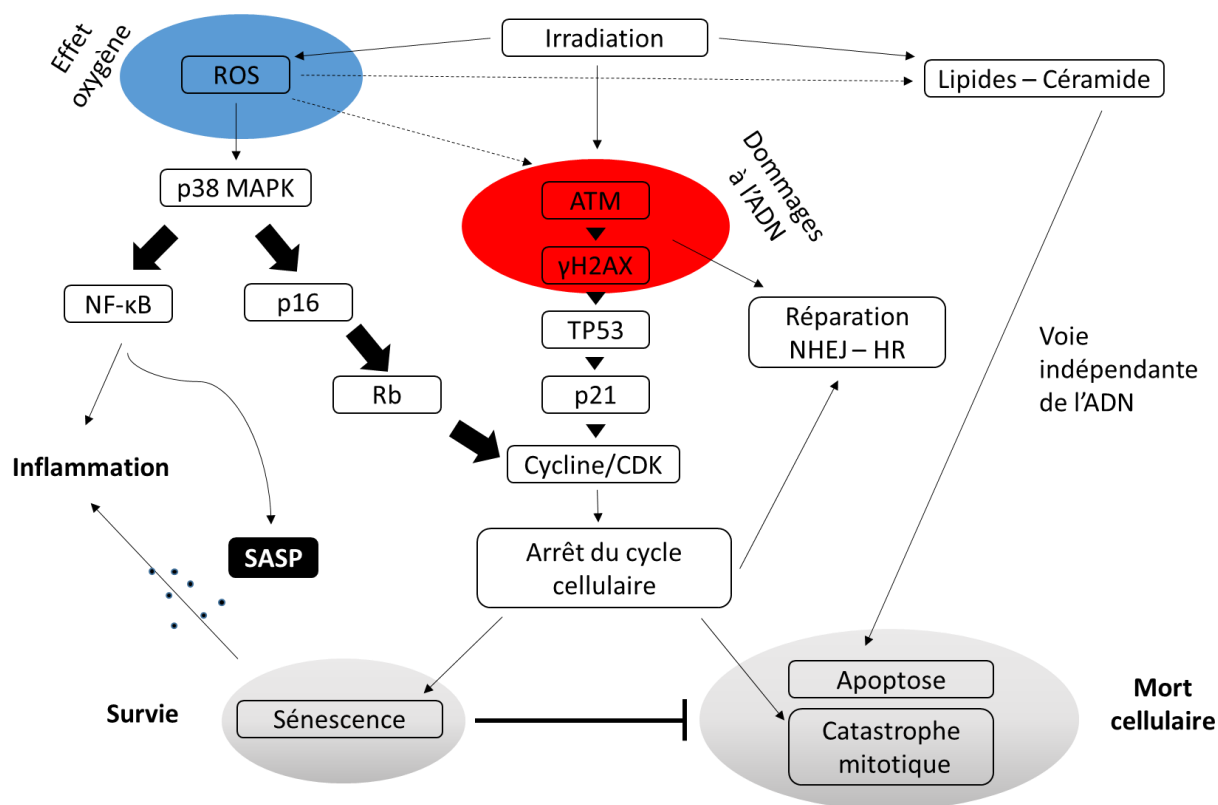 Effet
oxygène
ROS
Irradiation
Lipides – Céramide
p38 MAPK
Dommages
à l'ADN
ATM
γH2AX
NF-κB
p16
TP53
Réparation
NHEJ – HR
Rb
p21
Voie
indépendante
de l'ADN
Inflammation
Cycline/CDK
SASP
Arrêt du cycle
cellulaire
Survie
Sénescence
Apoptose
Catastrophe
mitotique
Mort
cellulaire